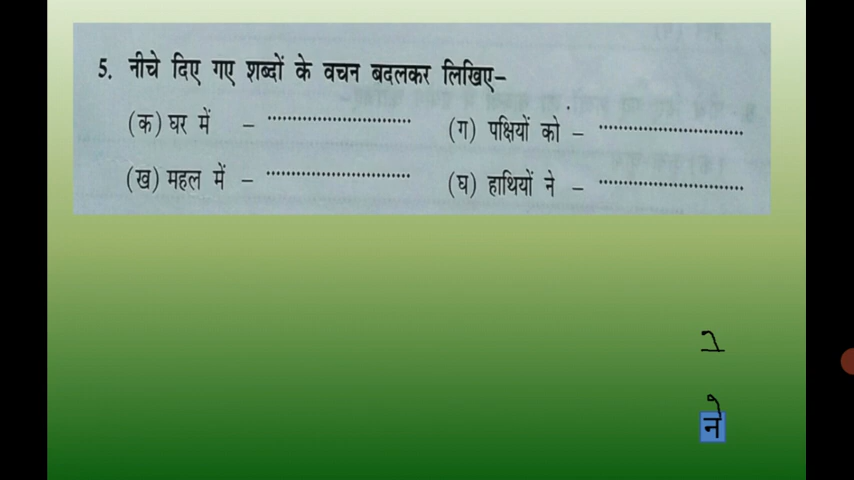 5. नीचे दिए गए शब्दों के वचन बदलकर लिखिए–
(क) घर में – ........................ (ग) पक्षियों को – ........................
(ख) महल में – ........................ (घ) हाथियों ने – ........................
ने